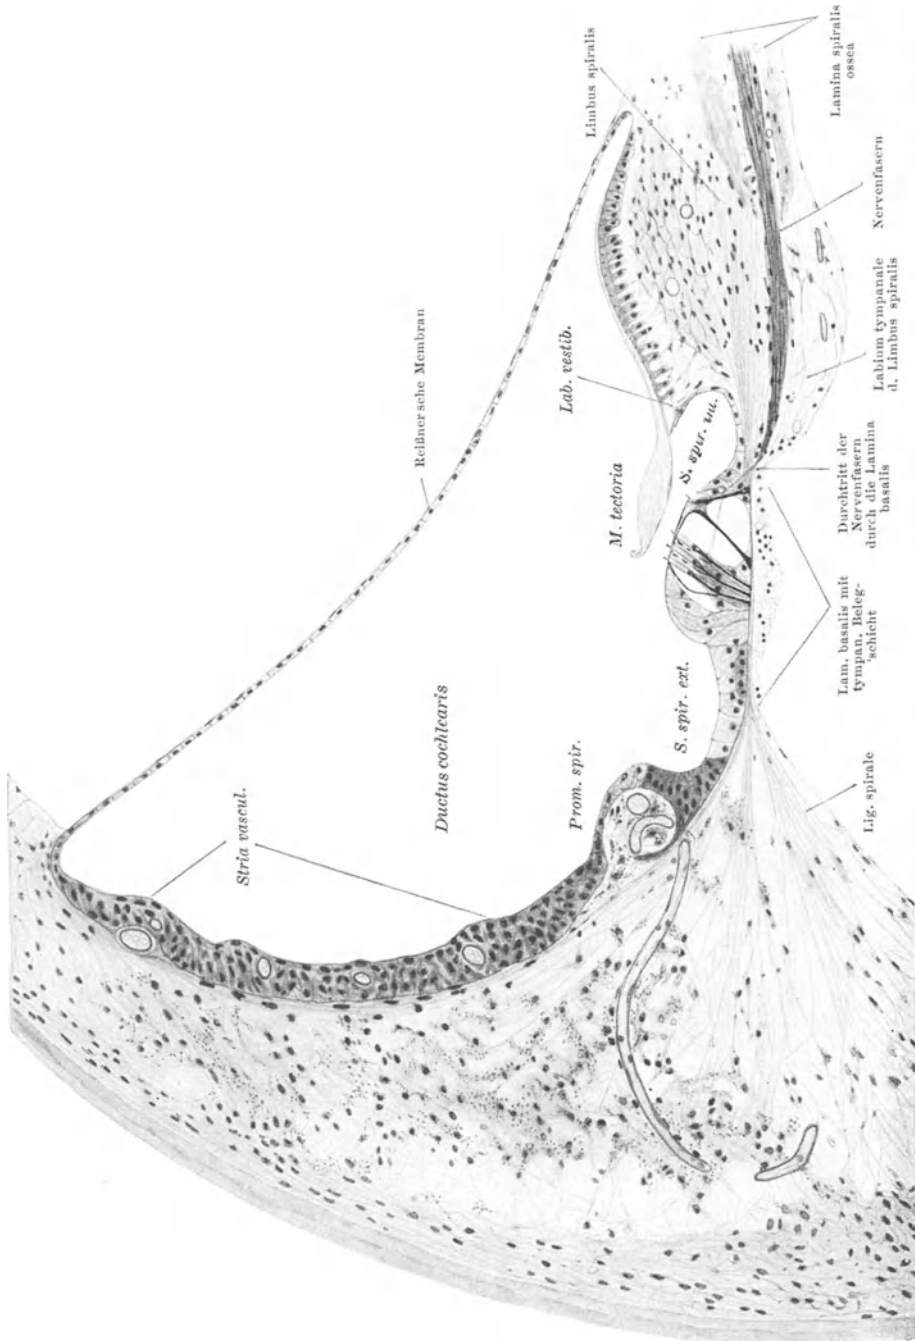 Reißnersche Membran
Limbus spiralis
Stria vascul.
Ductus cochlearis
Prom. spir.
S. spir. ext.
M. tectoria
Lab. vestib.
S. spir. int.
Lig. spirale
Lam. basalis mit
tympan. Beleg-
schicht
Durchtritt der
Nervenfasern
durch die Lamina
basalis
Labium tympanale
d. Limbus spiralis
Nervenfasern
Lamina spiralis
ossea